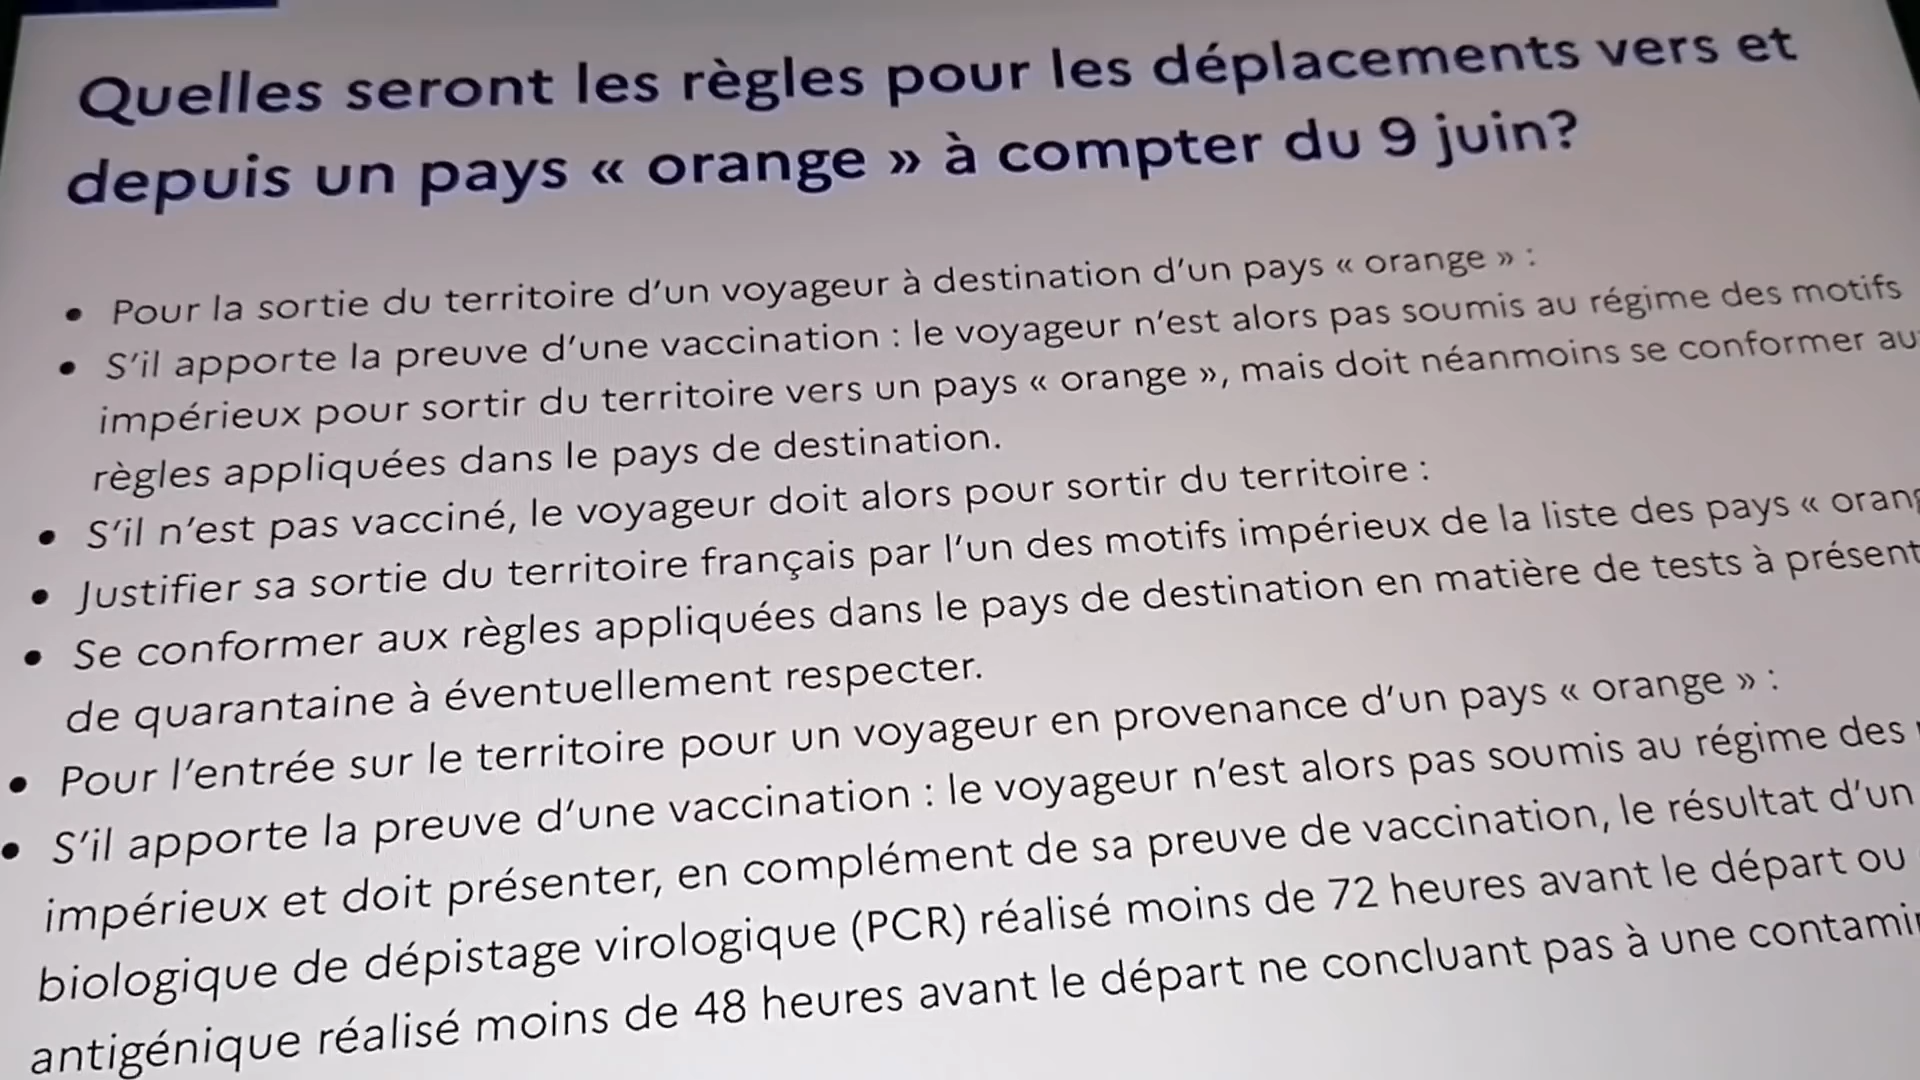 Quelles seront les règles pour les déplacements vers et
depuis un pays « orange » à compter du 9 juin?
• Pour la sortie du territoire d’un voyageur à destination d’un pays « orange » :
• S’il apporte la preuve d’une vaccination : le voyageur n’est alors pas soumis au régime des motifs
impérieux pour sortir du territoire vers un pays « orange », mais doit néanmoins se conformer
règles appliquées dans le pays de destination.
• S’il n’est pas vacciné, le voyageur doit alors pour sortir du territoire :
• Justifier sa sortie du territoire français par l’un des motifs impérieux de la liste des pays «
• Se conformer aux règles appliquées dans le pays de destination en matière de tests à
de quarantaine à éventuellement respecter.
• Pour l’entrée sur le territoire pour un voyageur en provenance d’un pays « orange » :
• S’il apporte la preuve d’une vaccination : le voyageur n’est alors pas soumis au régime des
impérieux et doit présenter, en complément de sa preuve de vaccination, le résultat d’un
biologique de dépistage virologique (PCR) réalisé moins de 72 heures avant le départ ou
antigénique réalisé moins de 48 heures avant le départ ne concluant pas à une